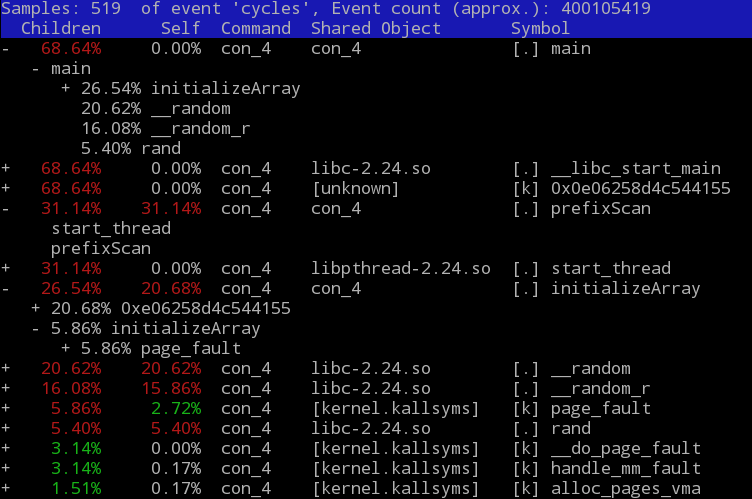 Samples: 519  of event 'cycles', Event count (approx.): 400105419
  Children      Self  Command  Shared Object       Symbol
-   68.64%     0.00%  con_4    con_4               [.] main
   - main
      + 26.54% initializeArray
        20.62% __random
        16.08% __random_r
        5.40% rand
+   68.64%     0.00%  con_4    libc-2.24.so        [.] __libc_start_main
+   68.64%     0.00%  con_4    [unknown]           [k] 0x0e06258d4c544155
-   31.14%    31.14%  con_4    con_4               [.] prefixScan
     start_thread
     prefixScan
+   31.14%     0.00%  con_4    libpthread-2.24.so  [.] start_thread
-   26.54%    20.68%  con_4    con_4               [.] initializeArray
   + 20.68% 0xe06258d4c544155
   - 5.86% initializeArray
      + 5.86% page_fault
+   20.62%    20.62%  con_4    libc-2.24.so        [.] __random
+   16.08%    15.86%  con_4    libc-2.24.so        [.] __random_r
+    5.86%     2.72%  con_4    [kernel.kallsyms]   [k] page_fault
+    5.40%     5.40%  con_4    libc-2.24.so        [.] rand
+    3.14%     0.00%  con_4    [kernel.kallsyms]   [k] __do_page_fault
+    3.14%     0.17%  con_4    [kernel.kallsyms]   [k] handle_mm_fault
+    1.51%     0.17%  con_4    [kernel.kallsyms]   [k] alloc_pages_vma